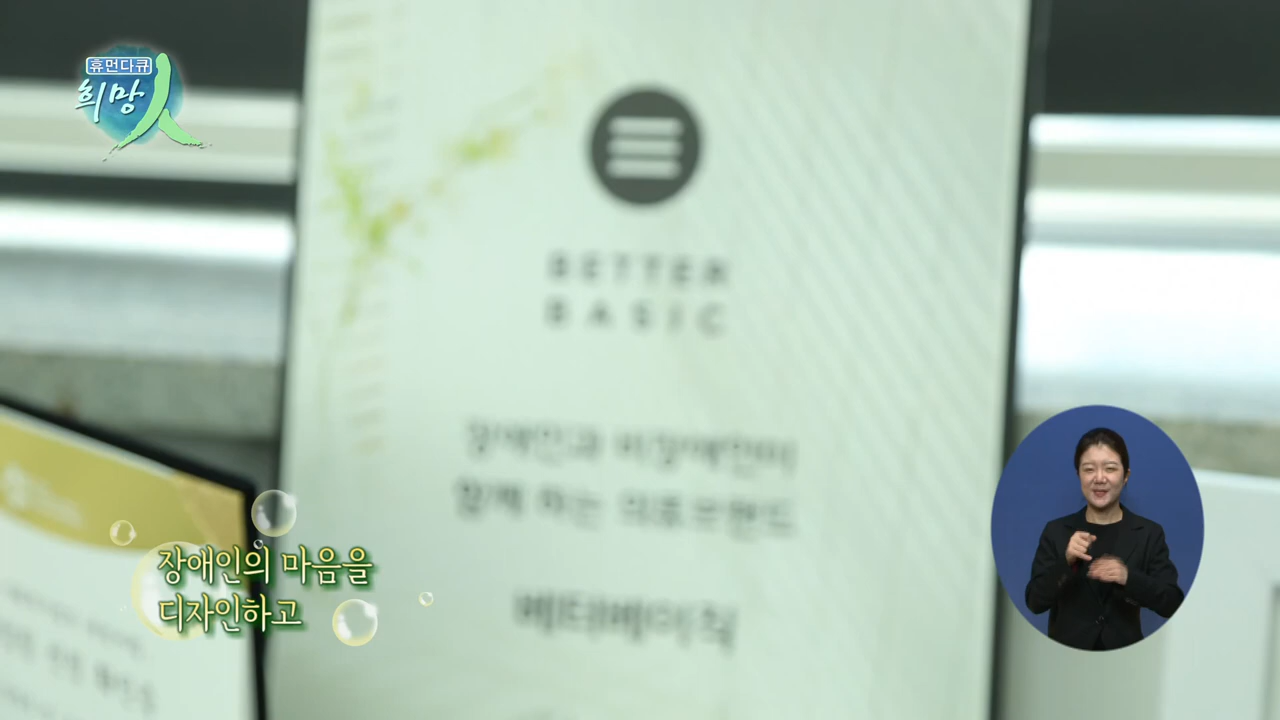 휴먼다큐
희망人
BETTER
BASIC
장애인과 비장애인이
함께 하는 의료브랜드
베터베이직
장애인의 마음을
디자인하고